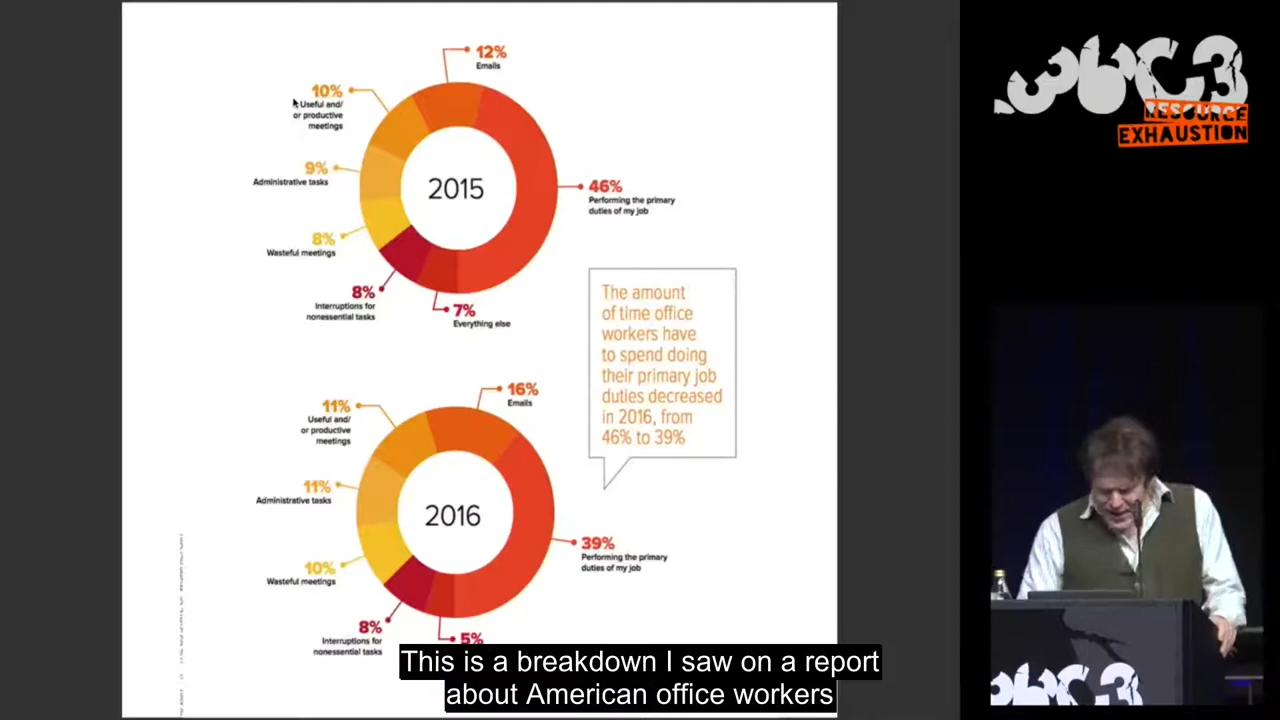 12%
Emails
10%
Useful and/
or productive
meetings
9%
Administrative tasks
2015
46%
Performing the primary
duties of my job
8%
Wasteful meetings
8%
Interruptions for
nonessential tasks
7%
Everything else
The amount
of time office
workers have
to spend doing
their primary job
duties decreased
in 2016, from
46% to 39%
16%
Emails
11%
Useful and/
or productive
meetings
11%
Administrative tasks
2016
39%
Performing the primary
duties of my job
10%
Wasteful meetings
8%
Interruptions for
nonessential tasks
5%
This is a breakdown I saw on a report
about American office workers
36C3
RESOURCE
EXHAUSTION
36C3